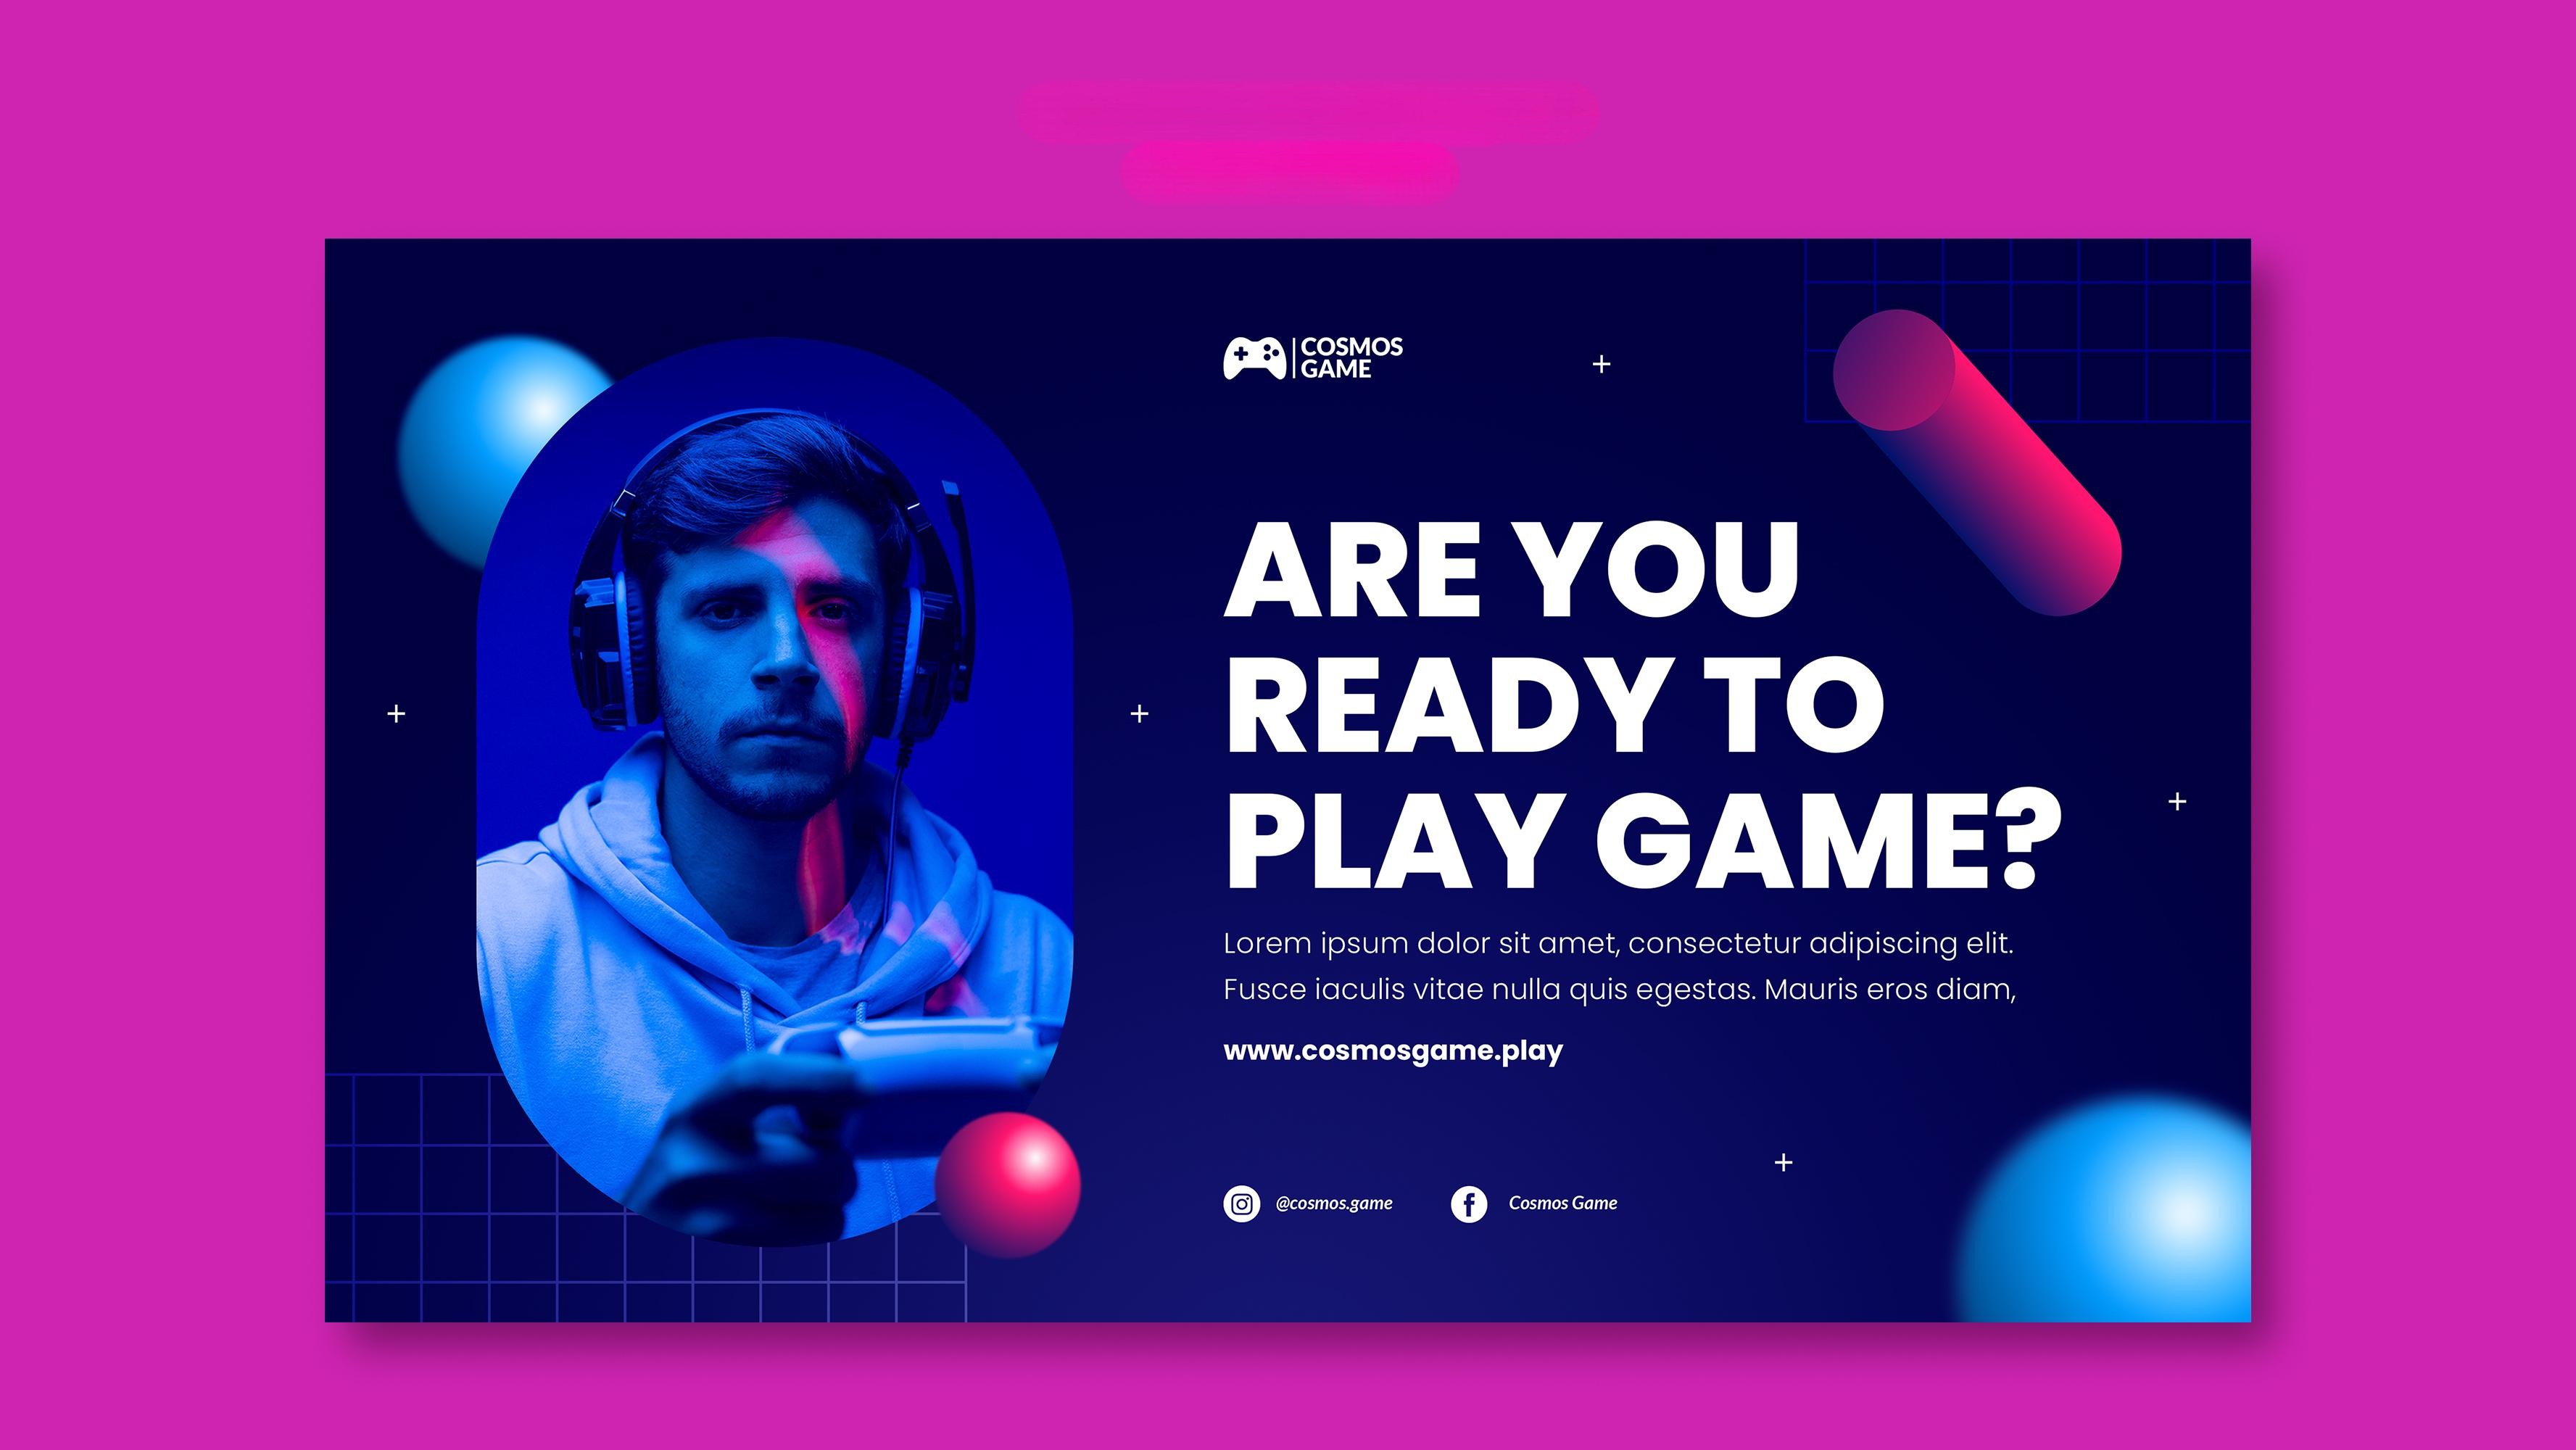 COSMOS
GAME
ARE YOU
READY TO
PLAY GAME?
Lorem ipsum dolor sit amet, consectetur adipiscing elit.
Fusce iaculis vitae nulla quis egestas. Mauris eros diam,
www.cosmosgame.play
@cosmos.game Cosmos Game